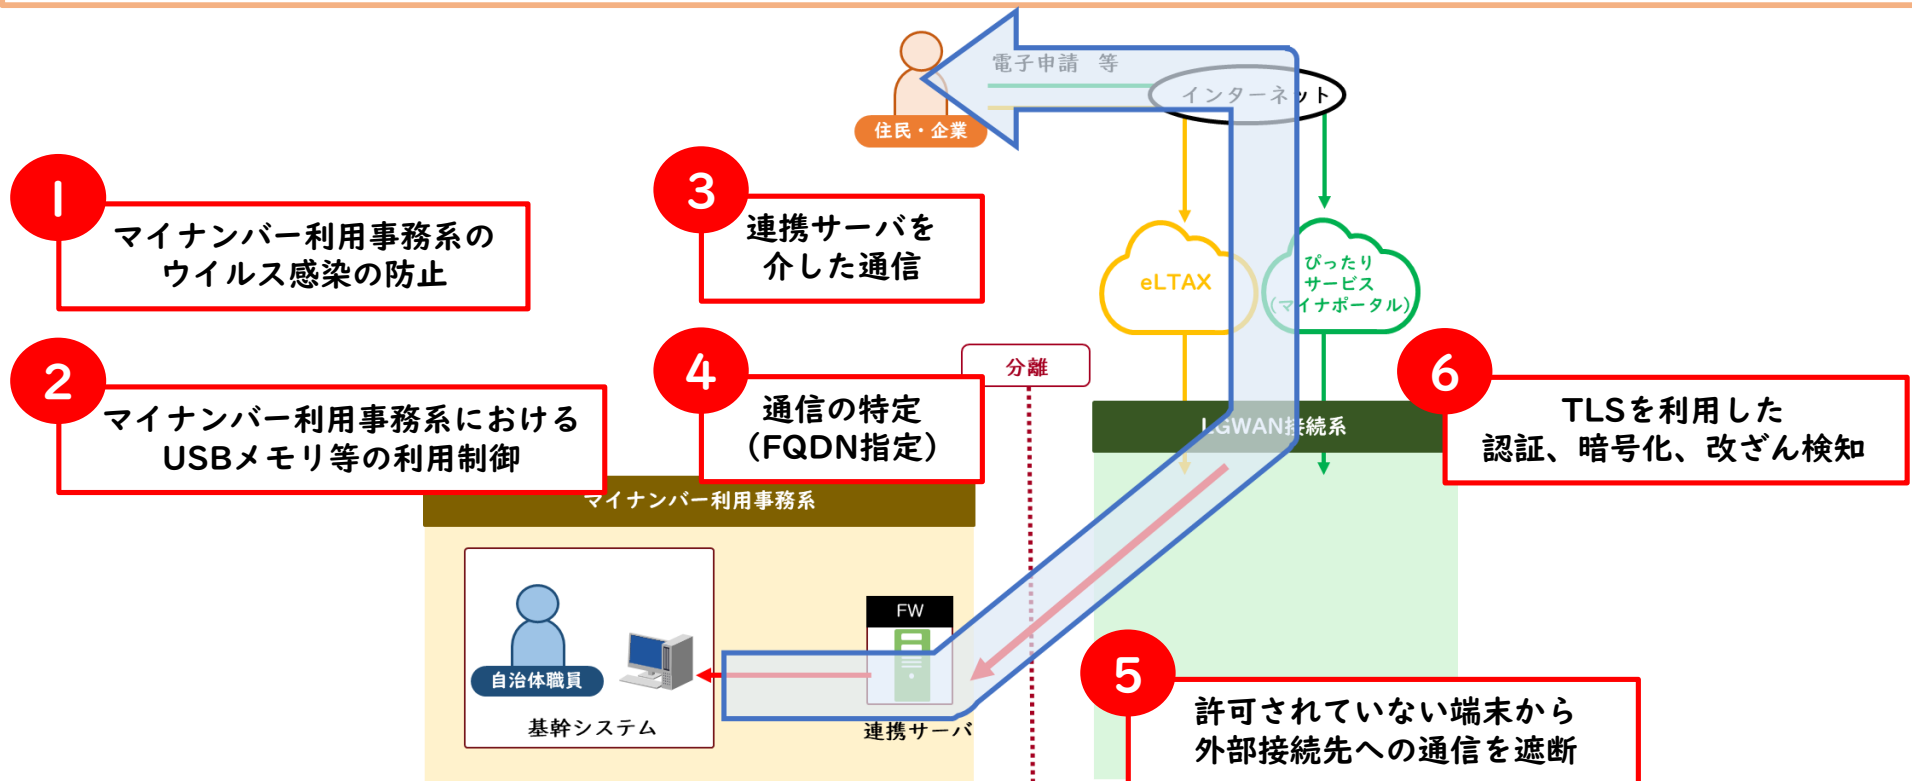 電子申請 等
インターネット
住民・企業
1
マイナンバー利用事務系の
ウイルス感染の防止
3
連携サーバを
介した通信
eLTAX
ぴったり
サービス
(マイナポータル)
2
マイナンバー利用事務系における
USBメモリ等の利用制御
4
通信の特定
(FQDN指定)
分離
LGWAN接続系
6
TLSを利用した
認証、暗号化、改ざん検知
マイナンバー利用事務系
FW
自治体職員
基幹システム
連携サーバ
5
許可されていない端末から
外部接続先への通信を遮断